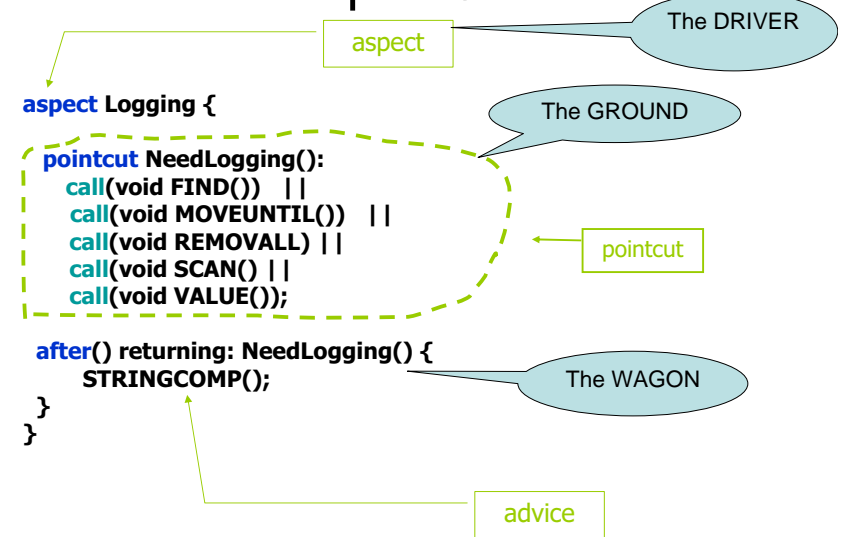 The DRIVER
aspect
aspect Logging {
The GROUND
pointcut NeedLogging():
call(void FIND()) ||
call(void MOVEUNTIL()) ||
call(void REMOVALL) ||
call(void SCAN() ||
call(void VALUE());
pointcut
after() returning: NeedLogging() {
STRINGCOMP();
The WAGON
}
}
advice